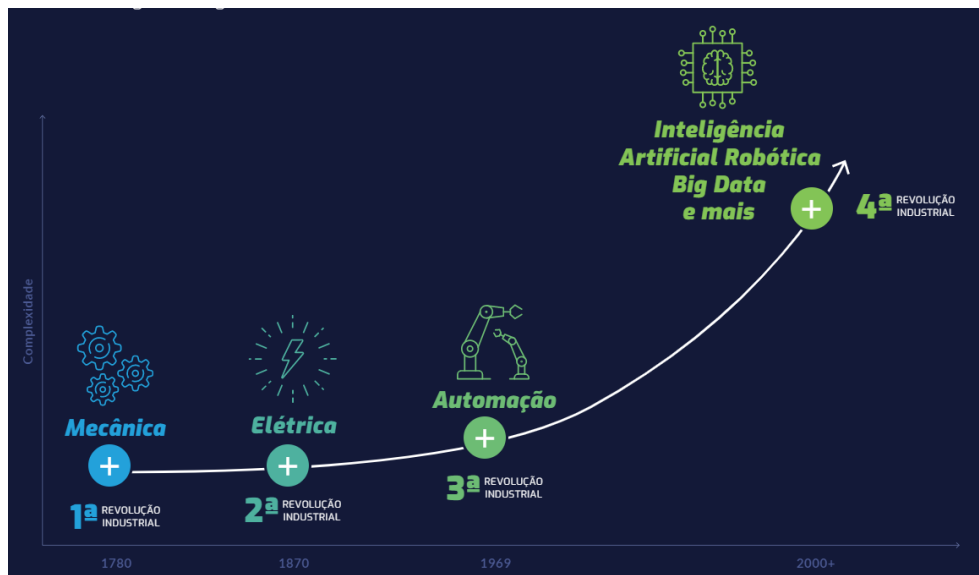 Complexidade
Mecânica
1ª REVOLUÇÃO
INDUSTRIAL
Elétrica
2ª REVOLUÇÃO
INDUSTRIAL
Automação
3ª REVOLUÇÃO
INDUSTRIAL
Inteligência
Artificial Robótica
Big Data
e mais
4ª REVOLUÇÃO
INDUSTRIAL
1780
1870
1969
2000+